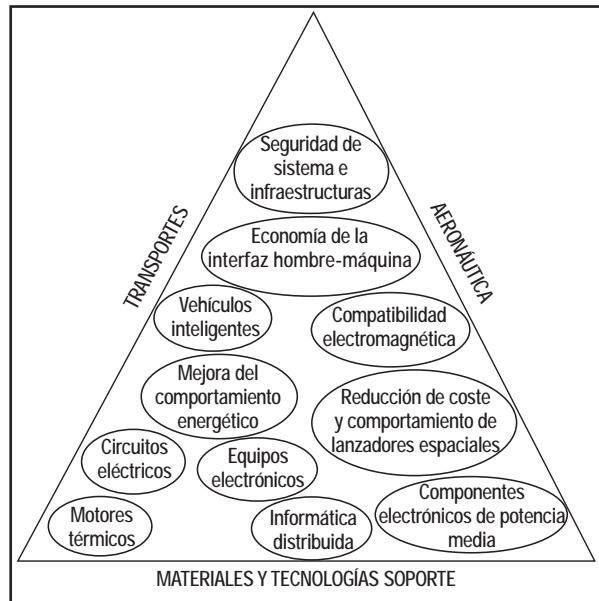 Seguridad de
sistema e
infraestructuras
TRANSPORTES
AERONÁUTICA
Economía de la
interfaz hombre-máquina
Vehículos
inteligentes
Compatibilidad
electromagnética
Mejora del
comportamiento
energético
Reducción de coste
y comportamiento de
lanzadores espaciales
Circuitos
eléctricos
Equipos
electrónicos
Motores
térmicos
Informática
distribuida
Componentes
electrónicos de potencia
media
MATERIALES Y TECNOLOGÍAS SOPORTE